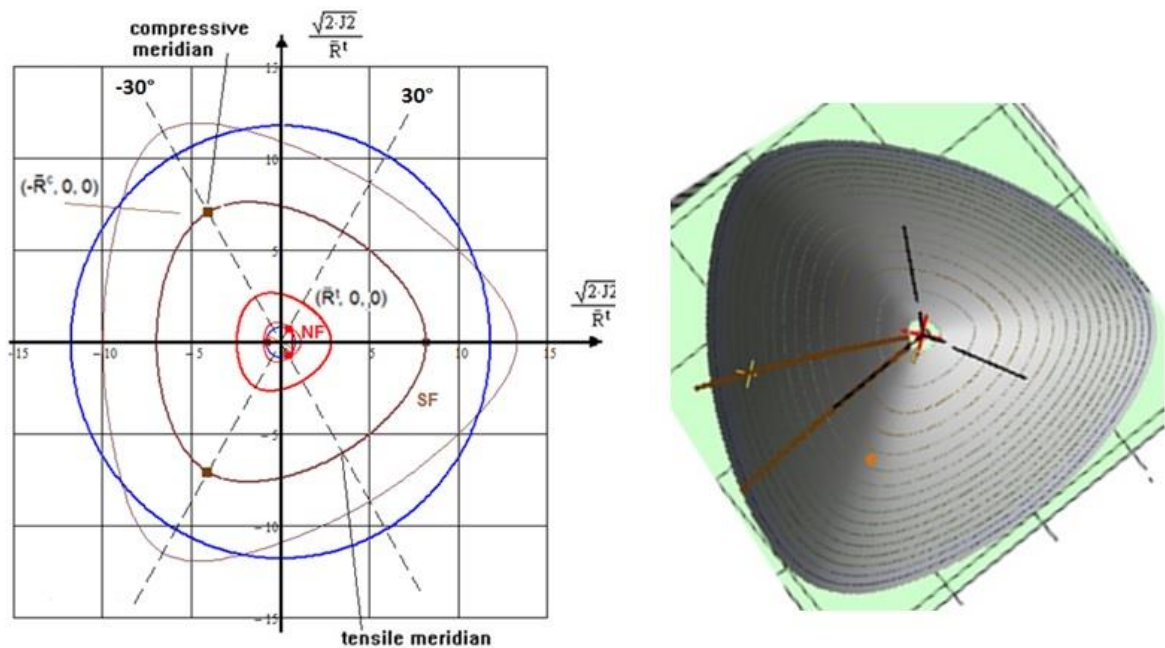 compressive
meridian
√2·J2
R̄ᵗ
-30°
30°
15
10
(-R̄ᶜ, 0, 0)
5
(R̄ᵗ, 0, 0)
√2·J2
R̄ᵗ
NF
-15
-10
-5
5
10
15
SF
-5
-10
-15
tensile meridian